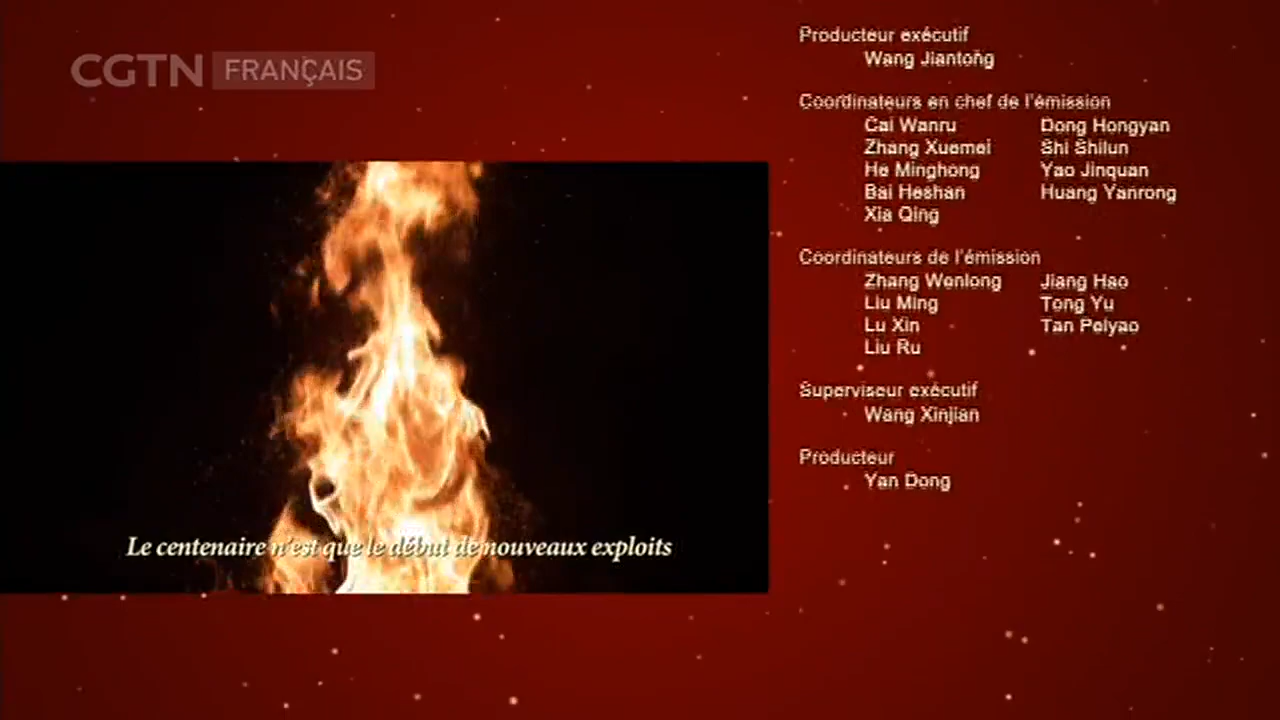 CGTN FRANÇAIS
Producteur exécutif
Wang Jiantong
Coordinateurs en chef de l'émission
Cai Wanru Dong Hongyan
Zhang Xuemei Shi Shilun
He Minghong Yao Jinquan
Bai Heshan Huang Yanrong
Xia Qing
Coordinateurs de l'émission
Zhang Wenlong Jiang Hao
Liu Ming Tong Yu
Lu Xin Tan Peiyao
Liu Ru
Superviseur exécutif
Wang Xinjian
Producteur
Yan Dong
Le centenaire n'est que le début de nouveaux exploits